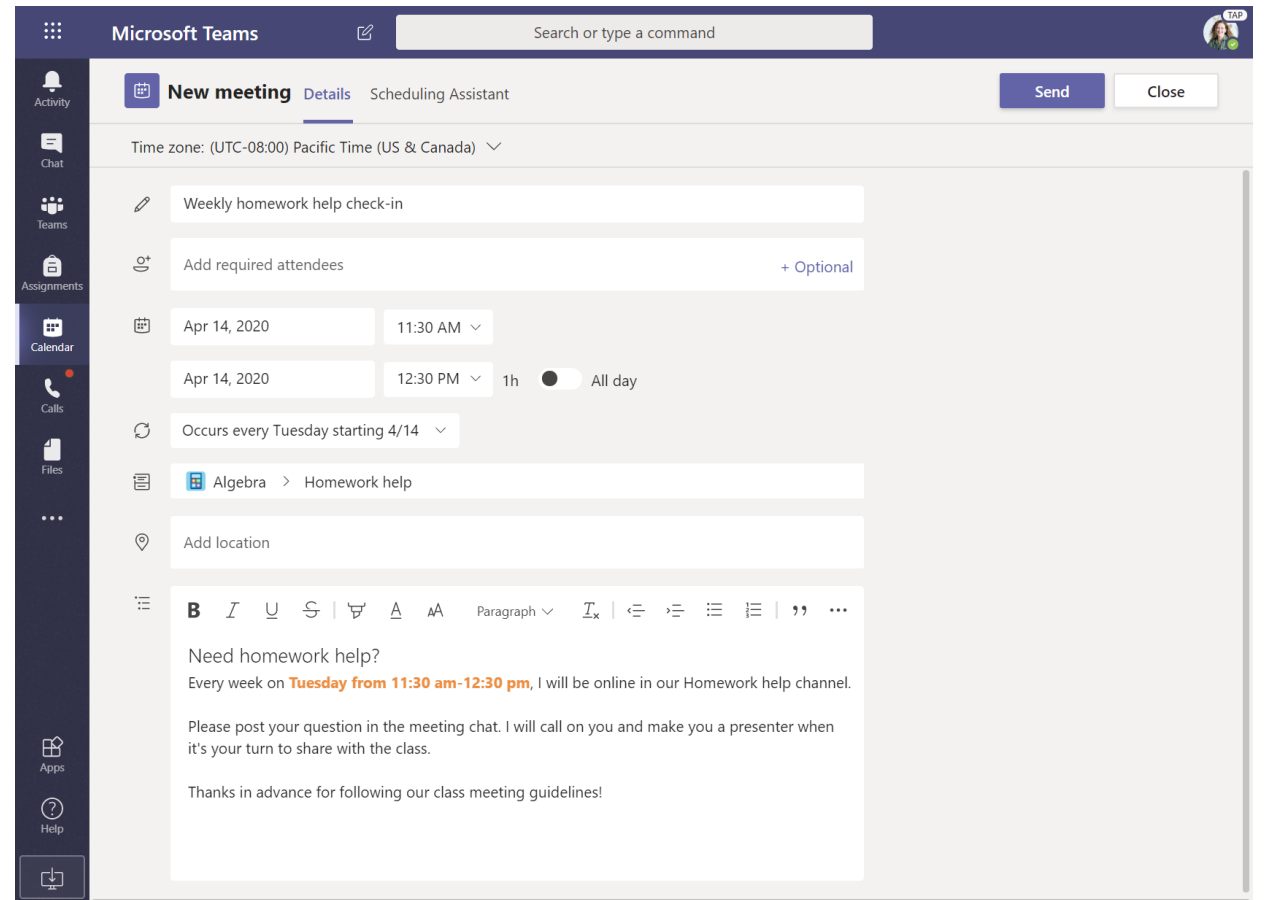 Microsoft Teams
Search or type a command
TAP
Activity
Chat
Teams
Assignments
Calendar
Calls
Files
Apps
Help
New meeting Details Scheduling Assistant
Send Close
Time zone: (UTC-08:00) Pacific Time (US & Canada)
Weekly homework help check-in
Add required attendees + Optional
Apr 14, 2020 11:30 AM
Apr 14, 2020 12:30 PM 1h All day
Occurs every Tuesday starting 4/14
Algebra > Homework help
Add location
B I U S A AA Paragraph Tx
Need homework help?
Every week on Tuesday from 11:30 am-12:30 pm, I will be online in our Homework help channel.
Please post your question in the meeting chat. I will call on you and make you a presenter when
it's your turn to share with the class.
Thanks in advance for following our class meeting guidelines!